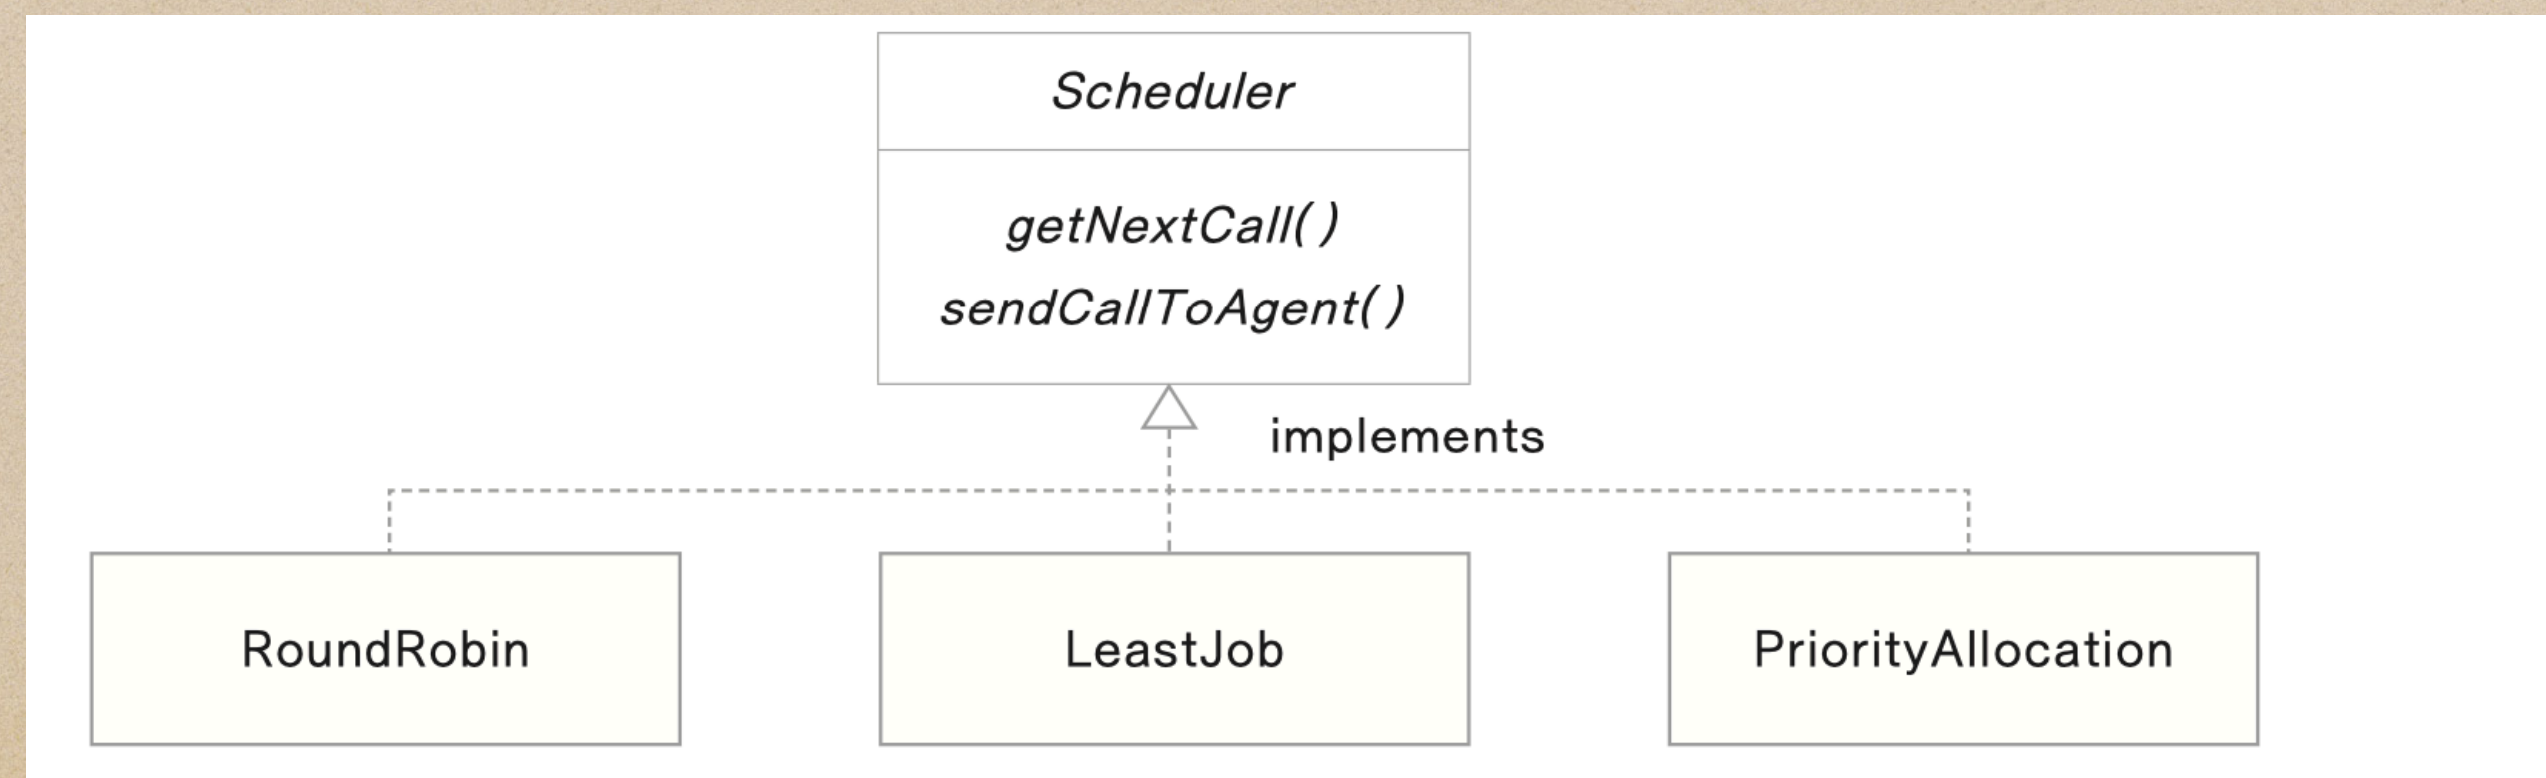 Scheduler
getNextCall( )
sendCallToAgent( )
implements
RoundRobin
LeastJob
PriorityAllocation